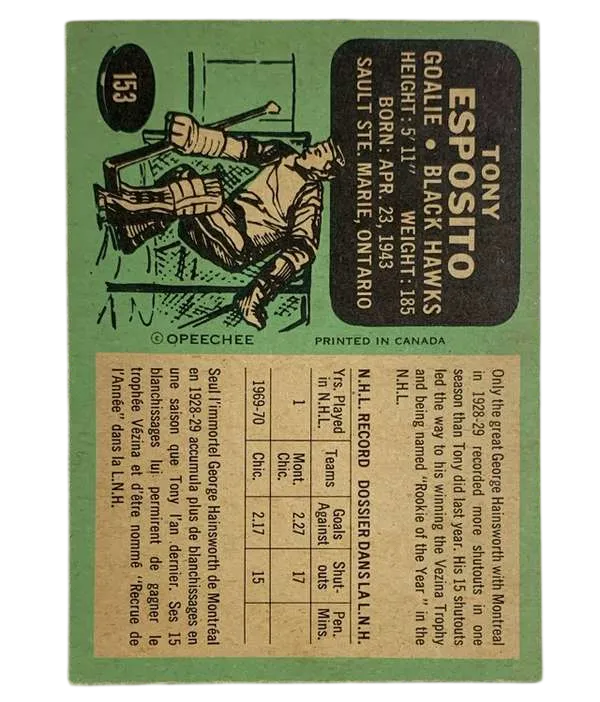 TONY
ESPOSITO
GOALIE • BLACK HAWKS
HEIGHT: 5' 11" WEIGHT: 185
BORN: APR. 23, 1943
SAULT STE. MARIE, ONTARIO
153
© OPEECHEE
PRINTED IN CANADA
Only the great George Hainsworth with Montreal
in 1928-29 recorded more shutouts in one
season than Tony did last year. His 15 shutouts
led the way to his winning the Vezina Trophy
and being named "Rookie of the Year" in the
N.H.L.
N.H.L. RECORD DOSSIER DANS LA L.N.H.
Yrs. Played in N.H.L. Teams Goals Against Shut-outs Pen. Mins.
1 Mont. Chic. 2.27 17
1969-70 Chic. 2.17 15
Seul l'immortel George Hainsworth de Montréal
en 1928-29 accumula plus de blanchissages en
une saison que Tony l'an dernier. Ses 15
blanchissages lui permirent de gagner le
trophée Vézina et d'être nommé "Recrue de
l'Année" dans la L.N.H.